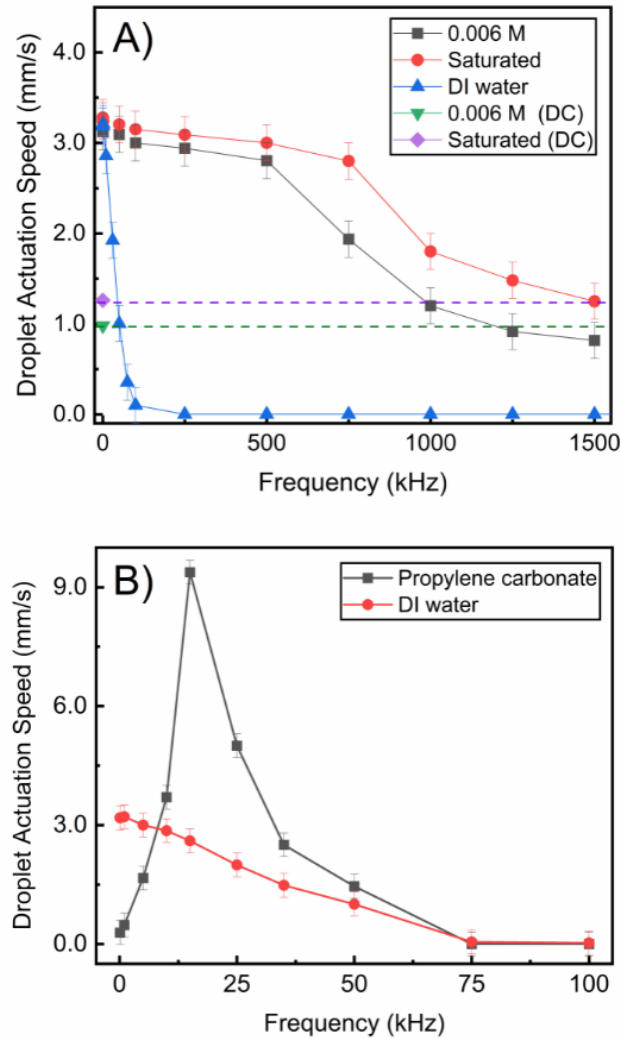 A)
0.006 M
Saturated
DI water
0.006 M (DC)
Saturated (DC)
Droplet Actuation Speed (mm/s)
4.0
3.0
2.0
1.0
0.0
0
500
1000
1500
Frequency (kHz)
B)
Propylene carbonate
DI water
Droplet Actuation Speed (mm/s)
9.0
6.0
3.0
0.0
0
25
50
75
100
Frequency (kHz)